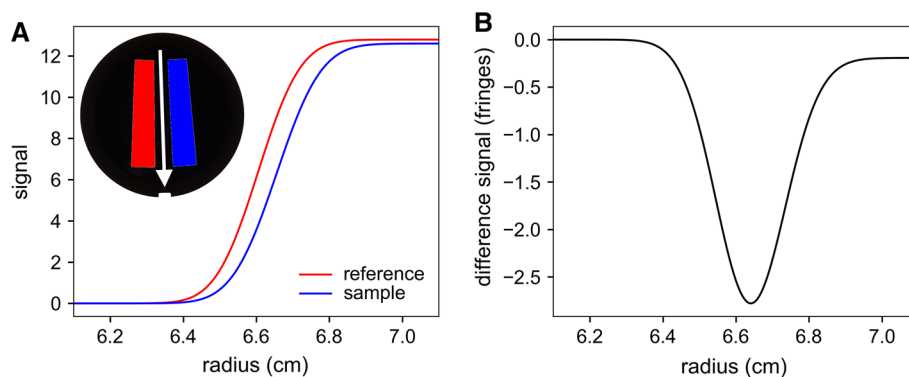 A
signal
12
10
8
6
4
2
0
6.2
6.4
6.6
6.8
7.0
radius (cm)
reference
sample
B
difference signal (fringes)
0.0
−0.5
−1.0
−1.5
−2.0
−2.5
6.2
6.4
6.6
6.8
7.0
radius (cm)